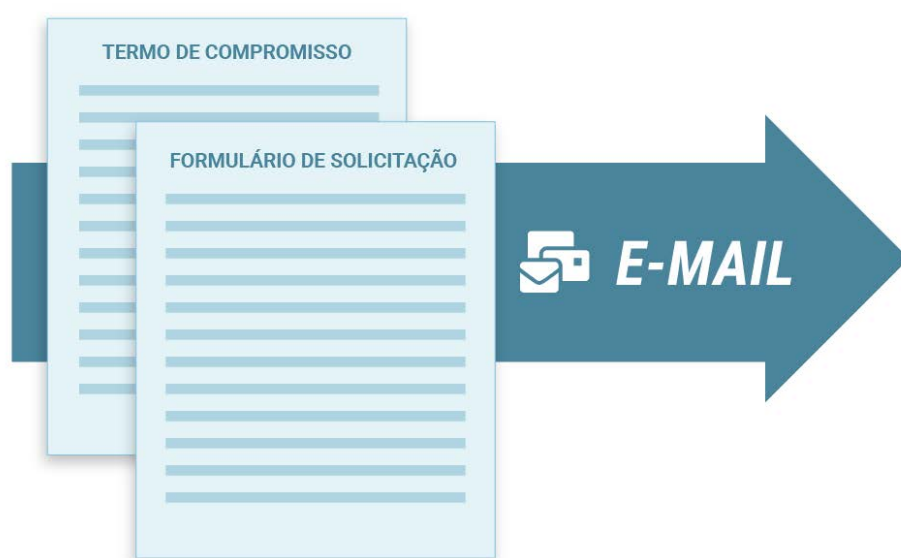 TERMO DE COMPROMISSO
FORMULÁRIO DE SOLICITAÇÃO
E-MAIL